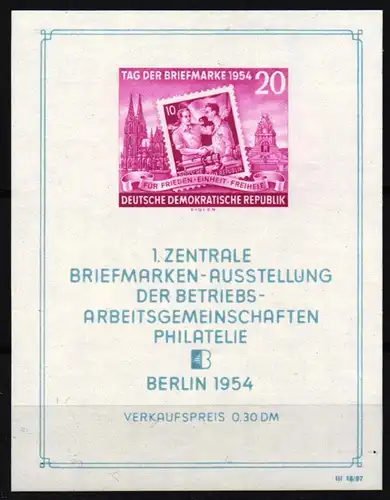 TAG DER BRIEFMARKE 1954 20
10
FÜR FRIEDEN·EINHEIT·FREIHEIT
DEUTSCHE DEMOKRATISCHE REPUBLIK
1. ZENTRALE
BRIEFMARKEN-AUSSTELLUNG
DER BETRIEBS-
ARBEITSGEMEINSCHAFTEN
PHILATELIE
B
BERLIN 1954
VERKAUFSPREIS 0,30 DM